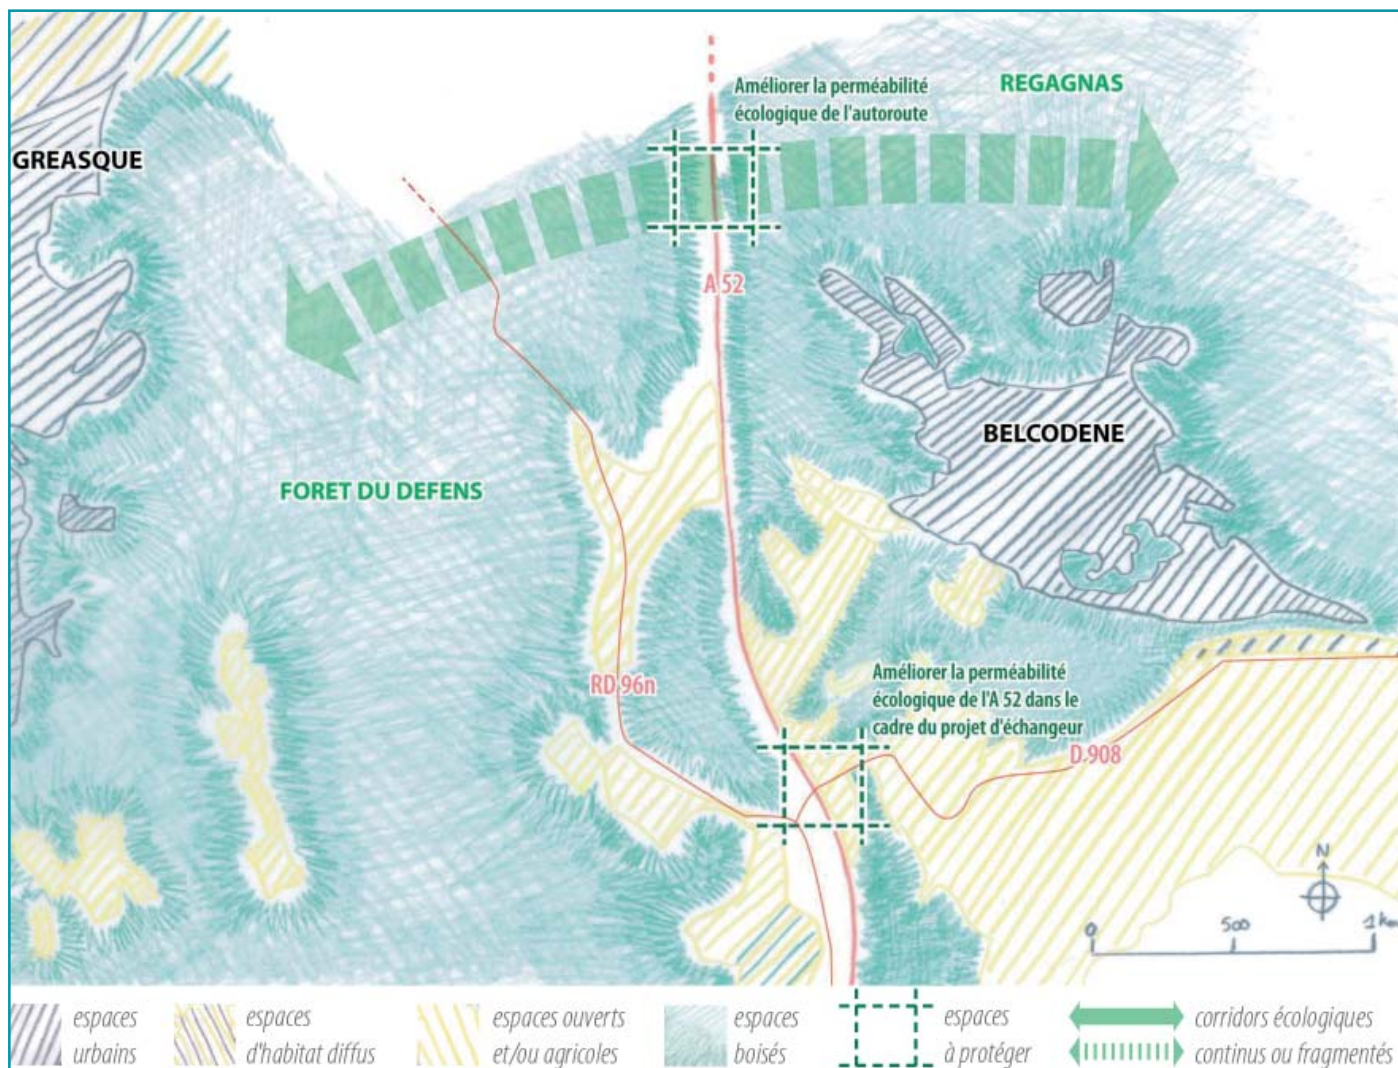 Améliorer la perméabilité
écologique de l'autoroute
REGAGNAS
GREASQUE
A 52
BELCODENE
FORET DU DEFENS
RD 96n
Améliorer la perméabilité
écologique de l'A 52 dans le
cadre du projet d'échangeur
D 908
N
0 500 1 km
espaces
urbains
espaces
d'habitat diffus
espaces ouverts
et/ou agricoles
espaces
boisés
espaces
à protéger
corridors écologiques
continus ou fragmentés